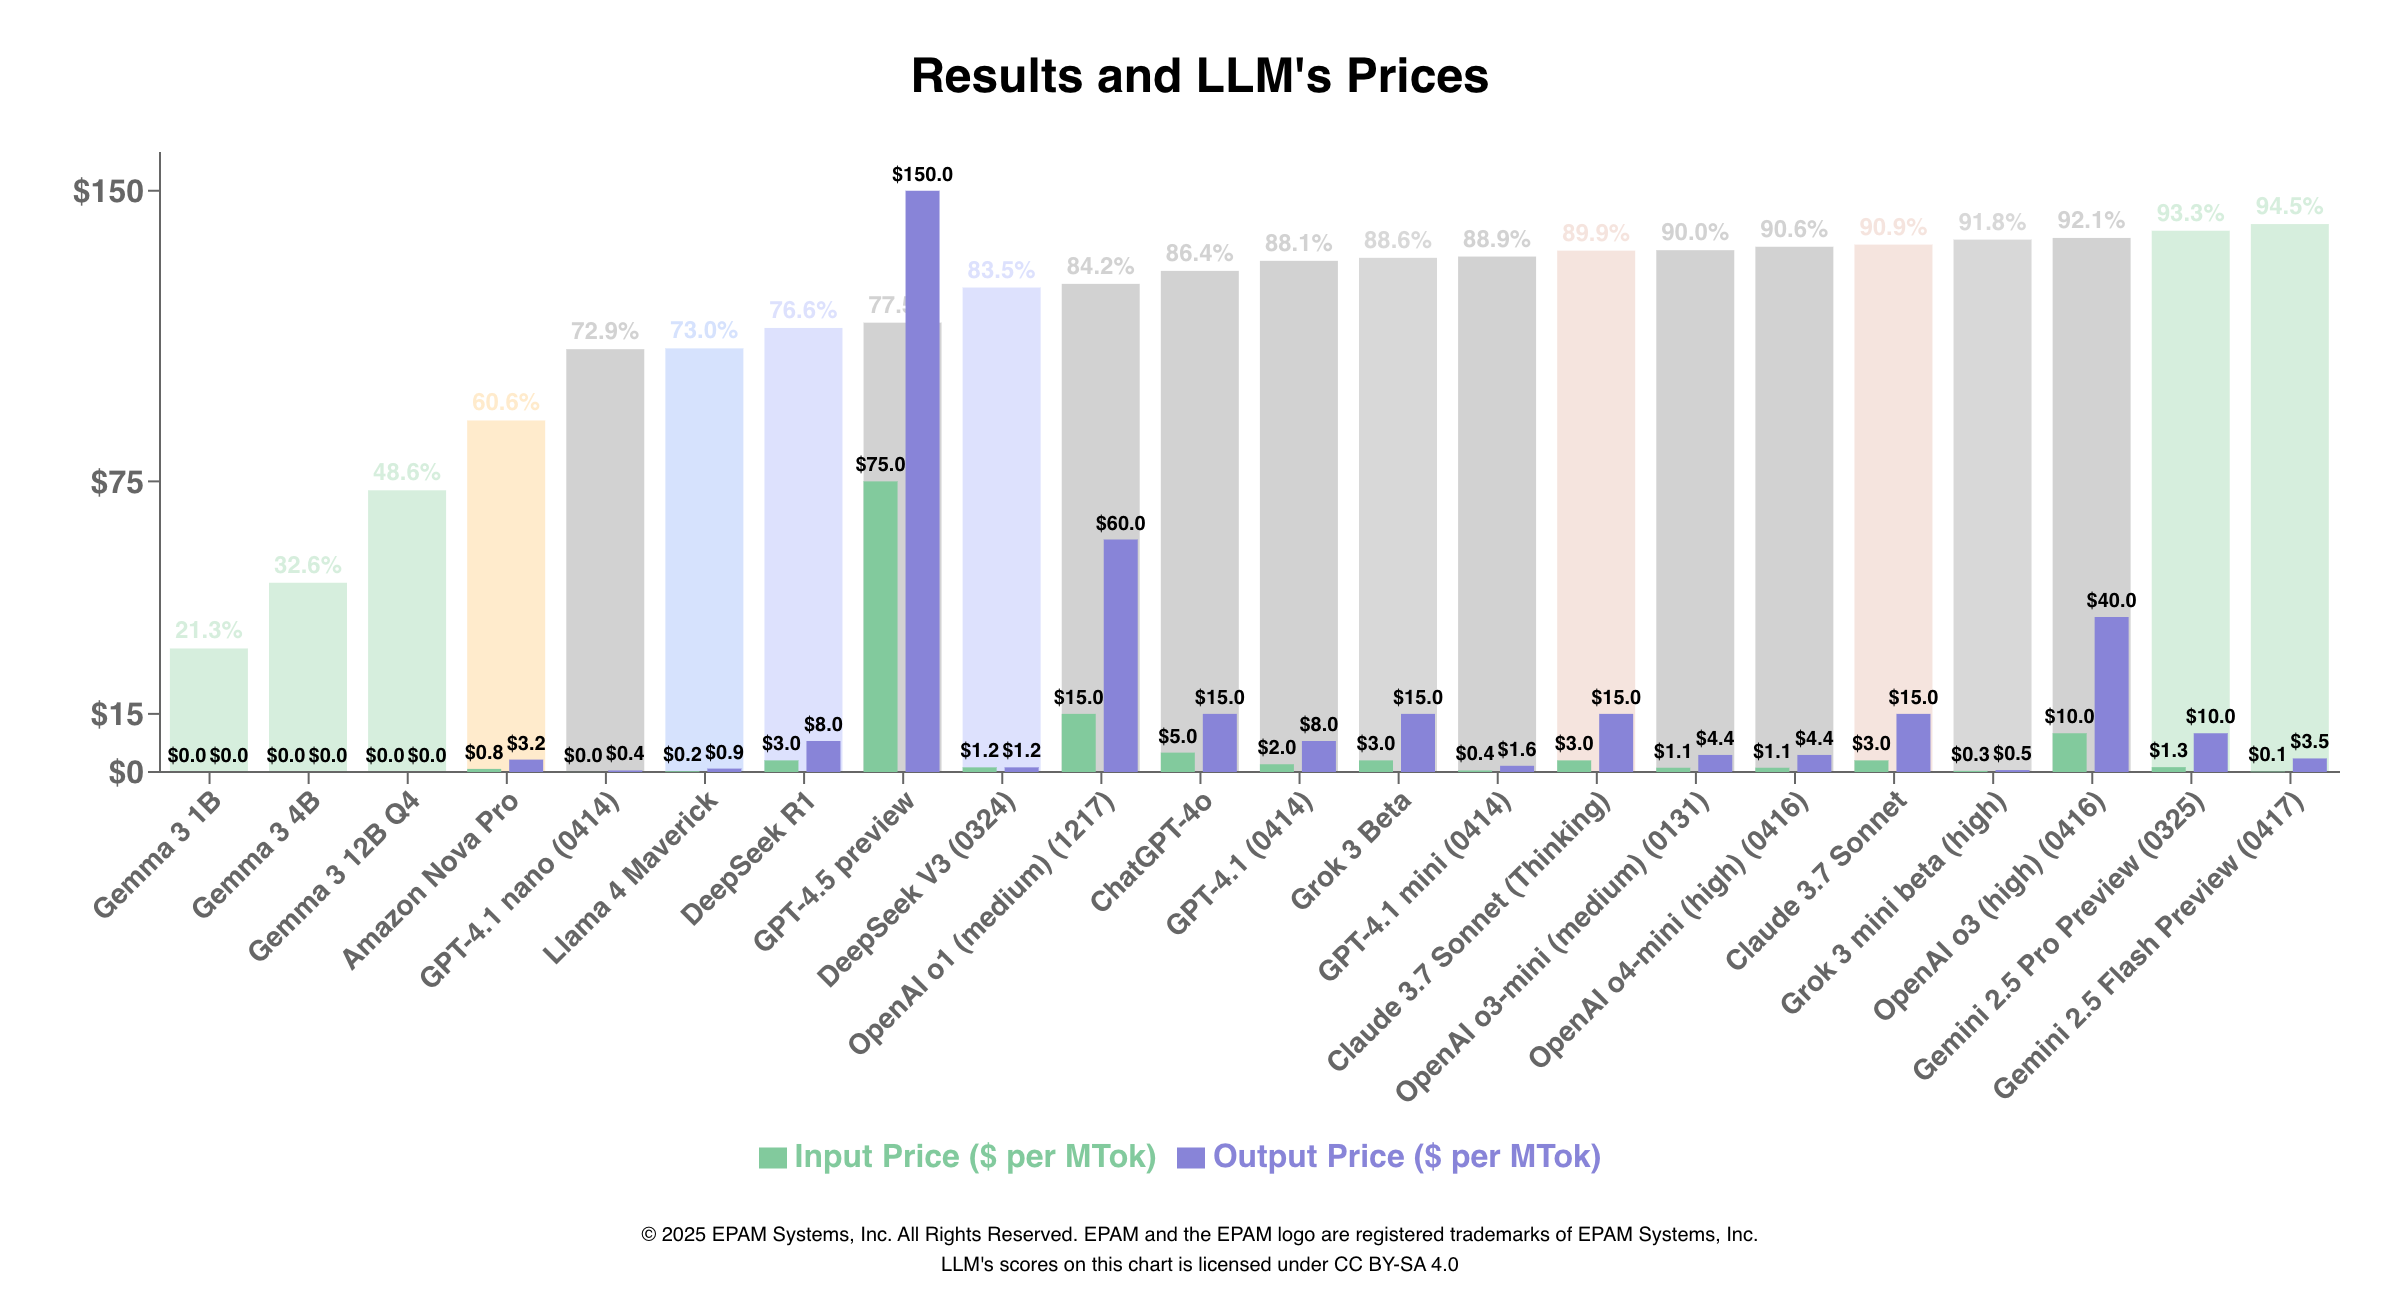 Results and LLM's Prices
$150
$75
$15
$0
21.3%
32.6%
48.6%
60.6%
72.9%
73.0%
76.6%
83.5%
84.2%
86.4%
88.1%
88.6%
88.9%
89.9%
90.0%
90.6%
90.9%
91.8%
92.1%
93.3%
94.5%
$0.0 $0.0
$0.0 $0.0
$0.0 $0.0
$0.8 $3.2
$0.0 $0.4
$0.2 $0.9
$3.0 $8.0
$75.0 $150.0
$1.2 $1.2
$15.0 $60.0
$5.0 $15.0
$2.0 $8.0
$3.0 $15.0
$0.4 $1.6
$3.0 $15.0
$1.1 $4.4
$1.1 $4.4
$3.0 $15.0
$0.3 $0.5
$10.0 $40.0
$1.3 $10.0
$0.1 $3.5
Gemma 3 1B
Gemma 3 4B
Gemma 3 12B Q4
Amazon Nova Pro
GPT-4.1 nano (0414)
Llama 4 Maverick
DeepSeek R1
GPT-4.5 preview
DeepSeek V3 (0324)
OpenAI o1 (medium) (1217)
ChatGPT-4o
GPT-4.1 (0414)
Grok 3 Beta
GPT-4.1 mini (0414)
Claude 3.7 Sonnet (Thinking)
OpenAI o3-mini (medium) (0131)
OpenAI o4-mini (high) (0416)
Claude 3.7 Sonnet
Grok 3 mini beta (high)
OpenAI o3 (high) (0416)
Gemini 2.5 Pro Preview (0325)
Gemini 2.5 Flash Preview (0417)
Input Price ($ per MTok) Output Price ($ per MTok)
© 2025 EPAM Systems, Inc. All Rights Reserved. EPAM and the EPAM logo are registered trademarks of EPAM Systems, Inc.
LLM's scores on this chart is licensed under CC BY-SA 4.0